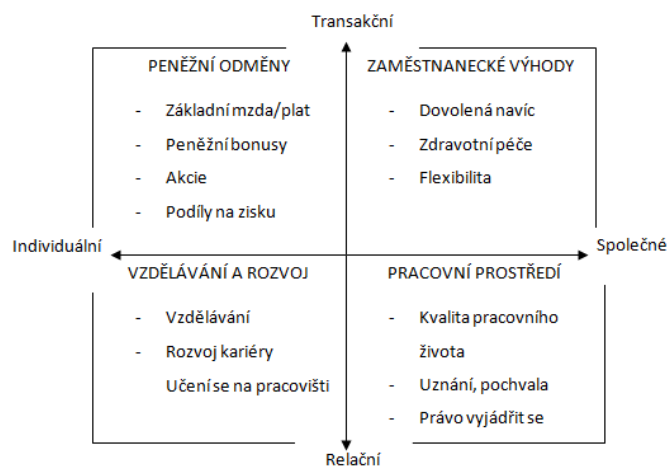 Transakční
PENĚŽNÍ ODMĚNY
- Základní mzda/plat
- Peněžní bonusy
- Akcie
- Podíly na zisku
ZAMĚSTNANECKÉ VÝHODY
- Dovolená navíc
- Zdravotní péče
- Flexibilita
Individuální
Společné
VZDĚLÁVÁNÍ A ROZVOJ
- Vzdělávání
- Rozvoj kariéry
Učení se na pracovišti
PRACOVNÍ PROSTŘEDÍ
- Kvalita pracovního
života
- Uznání, pochvala
- Právo vyjádřit se
Relační